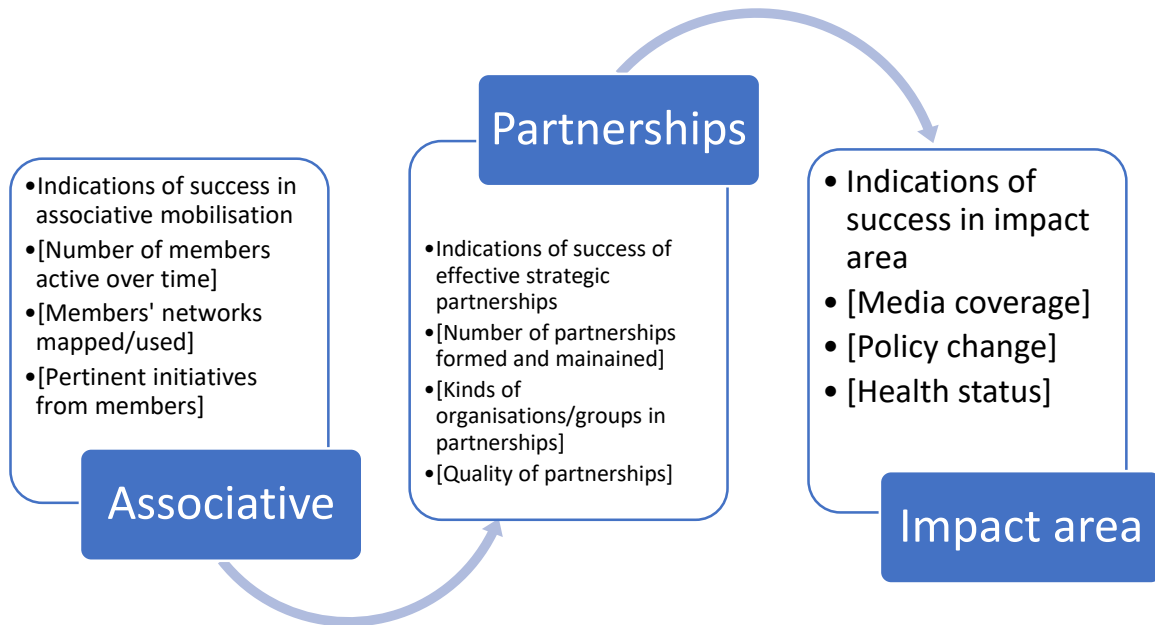 •Indications of success in
associative mobilisation
•[Number of members
active over time]
•[Members' networks
mapped/used]
•[Pertinent initiatives
from members]
Associative
Partnerships
•Indications of success of
effective strategic
partnerships
•[Number of partnerships
formed and mainained]
•[Kinds of
organisations/groups in
partnerships]
•[Quality of partnerships]
• Indications of
success in impact
area
• [Media coverage]
• [Policy change]
• [Health status]
Impact area